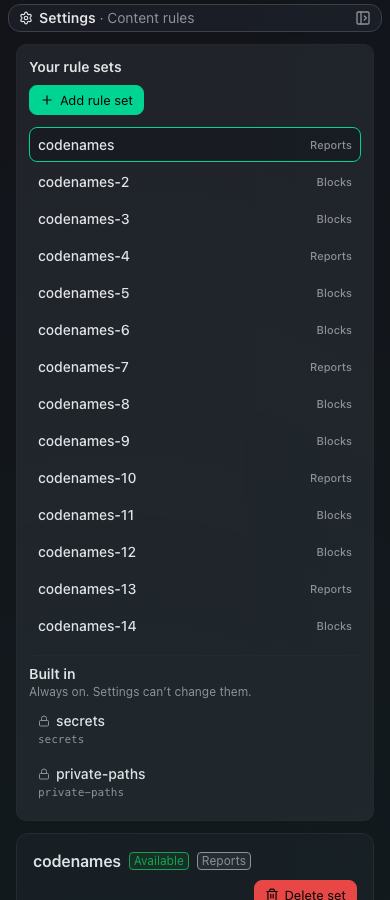 Settings · Content rules
Your rule sets
Add rule set
codenames Reports
codenames-2 Blocks
codenames-3 Blocks
codenames-4 Reports
codenames-5 Blocks
codenames-6 Blocks
codenames-7 Reports
codenames-8 Blocks
codenames-9 Blocks
codenames-10 Reports
codenames-11 Blocks
codenames-12 Blocks
codenames-13 Reports
codenames-14 Blocks
Built in
Always on. Settings can’t change them.
secrets
secrets
private-paths
private-paths
codenames Available Reports
Delete set